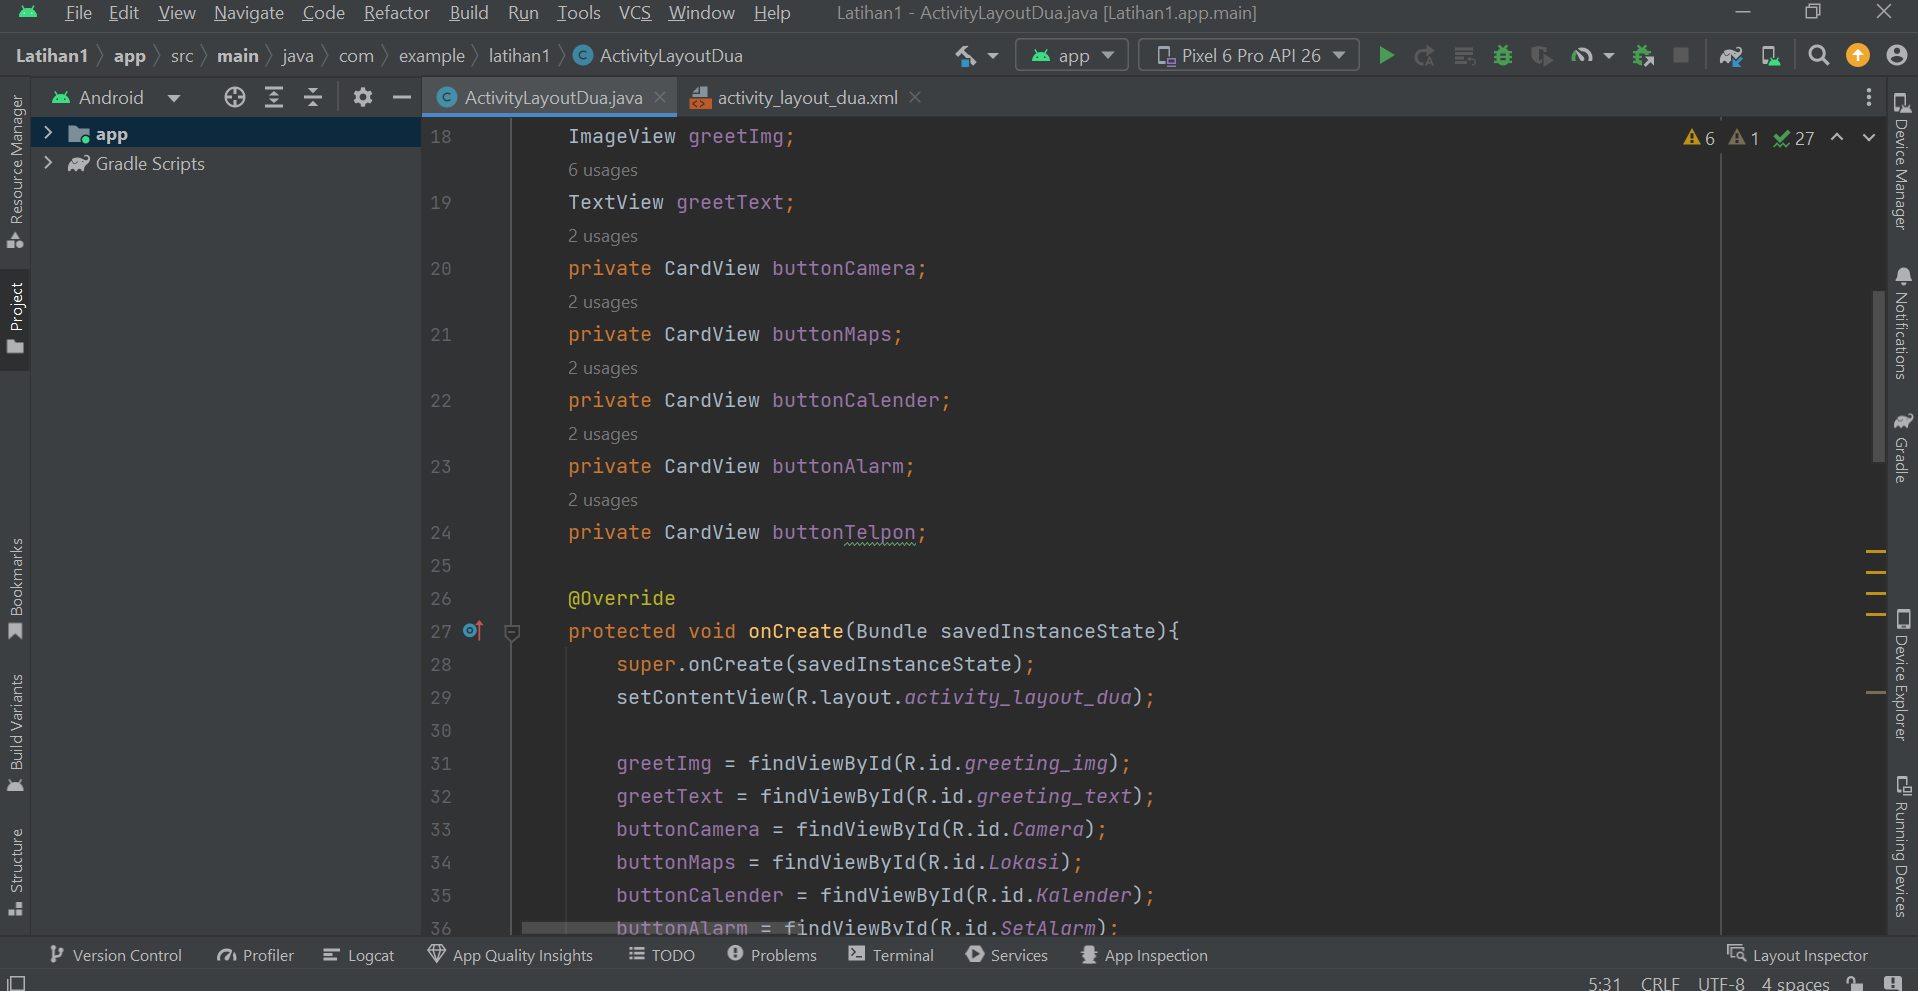 File Edit View Navigate Code Refactor Build Run Tools VCS Window Help Latihan1 - ActivityLayoutDua.java [Latihan1.app.main]
Latihan1 app src main java com example latihan1 C ActivityLayoutDua app Pixel 6 Pro API 26
Android
C ActivityLayoutDua.java activity_layout_dua.xml
app
Gradle Scripts
Resource Manager
Project
Bookmarks
Build Variants
Structure
6 1 27
18 ImageView greetImg;
6 usages
19 TextView greetText;
2 usages
20 private CardView buttonCamera;
2 usages
21 private CardView buttonMaps;
2 usages
22 private CardView buttonCalender;
2 usages
23 private CardView buttonAlarm;
2 usages
24 private CardView buttonTelpon;
25
26 @Override
27 protected void onCreate(Bundle savedInstanceState){
28 super.onCreate(savedInstanceState);
29 setContentView(R.layout.activity_layout_dua);
30
31 greetImg = findViewById(R.id.greeting_img);
32 greetText = findViewById(R.id.greeting_text);
33 buttonCamera = findViewById(R.id.Camera);
34 buttonMaps = findViewById(R.id.Lokasi);
35 buttonCalender = findViewById(R.id.Kalender);
36 buttonAlarm = findViewById(R.id.SetAlarm);
Device Manager
Notifications
Gradle
Device Explorer
Running Devices
Version Control Profiler Logcat App Quality Insights TODO Problems Terminal Services App Inspection Layout Inspector
5:31 CRLF UTF-8 4 spaces